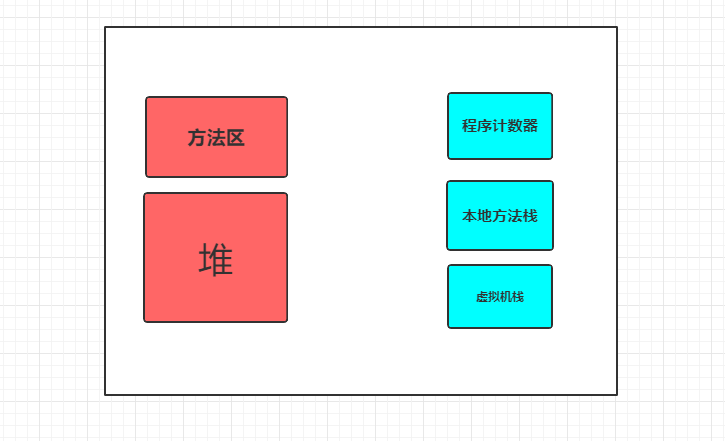 方法区
堆
程序计数器
本地方法栈
虚拟机栈